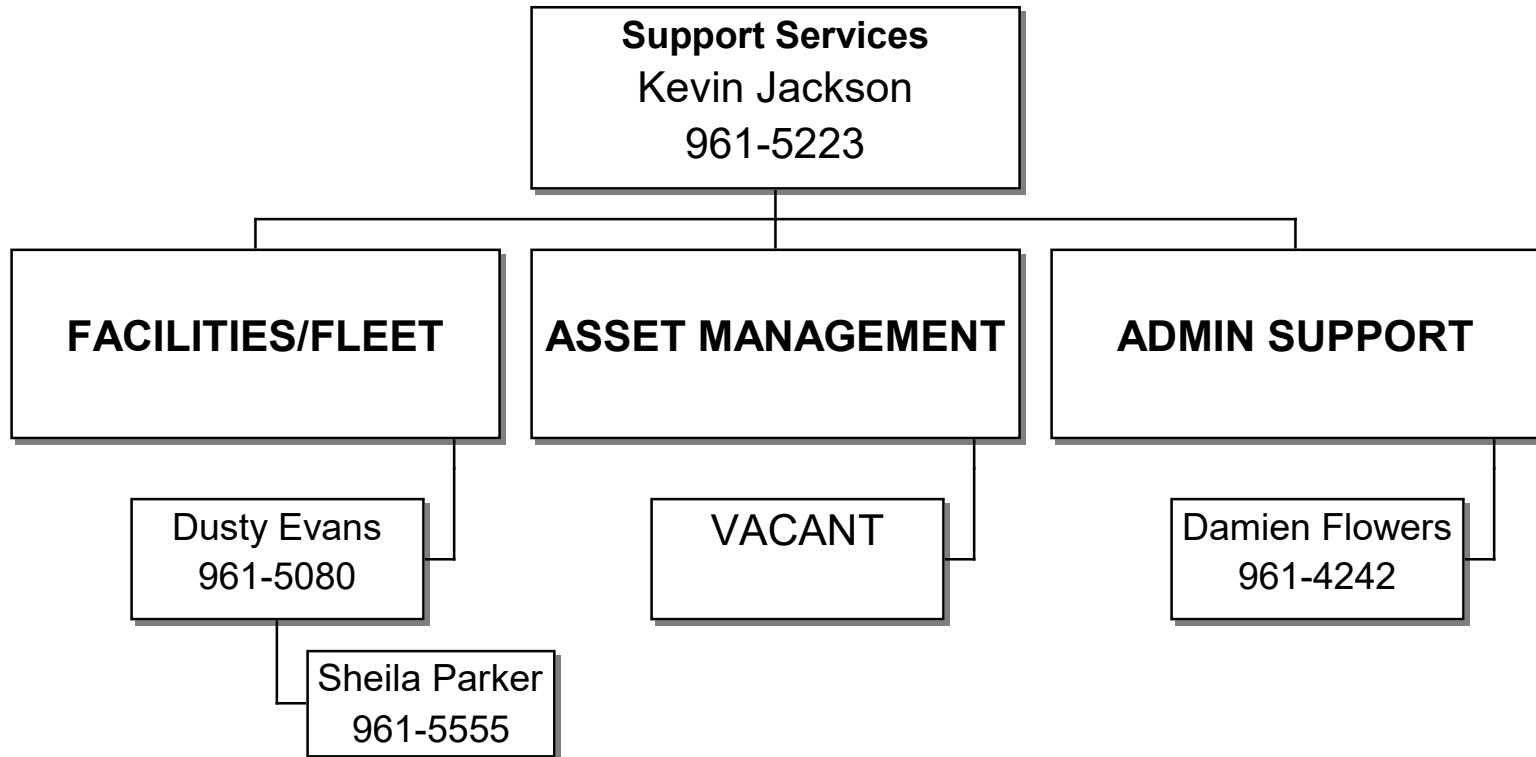 Support Services
Kevin Jackson
961-5223
FACILITIES/FLEET
ASSET MANAGEMENT
ADMIN SUPPORT
Dusty Evans
961-5080
VACANT
Damien Flowers
961-4242
Sheila Parker
961-5555